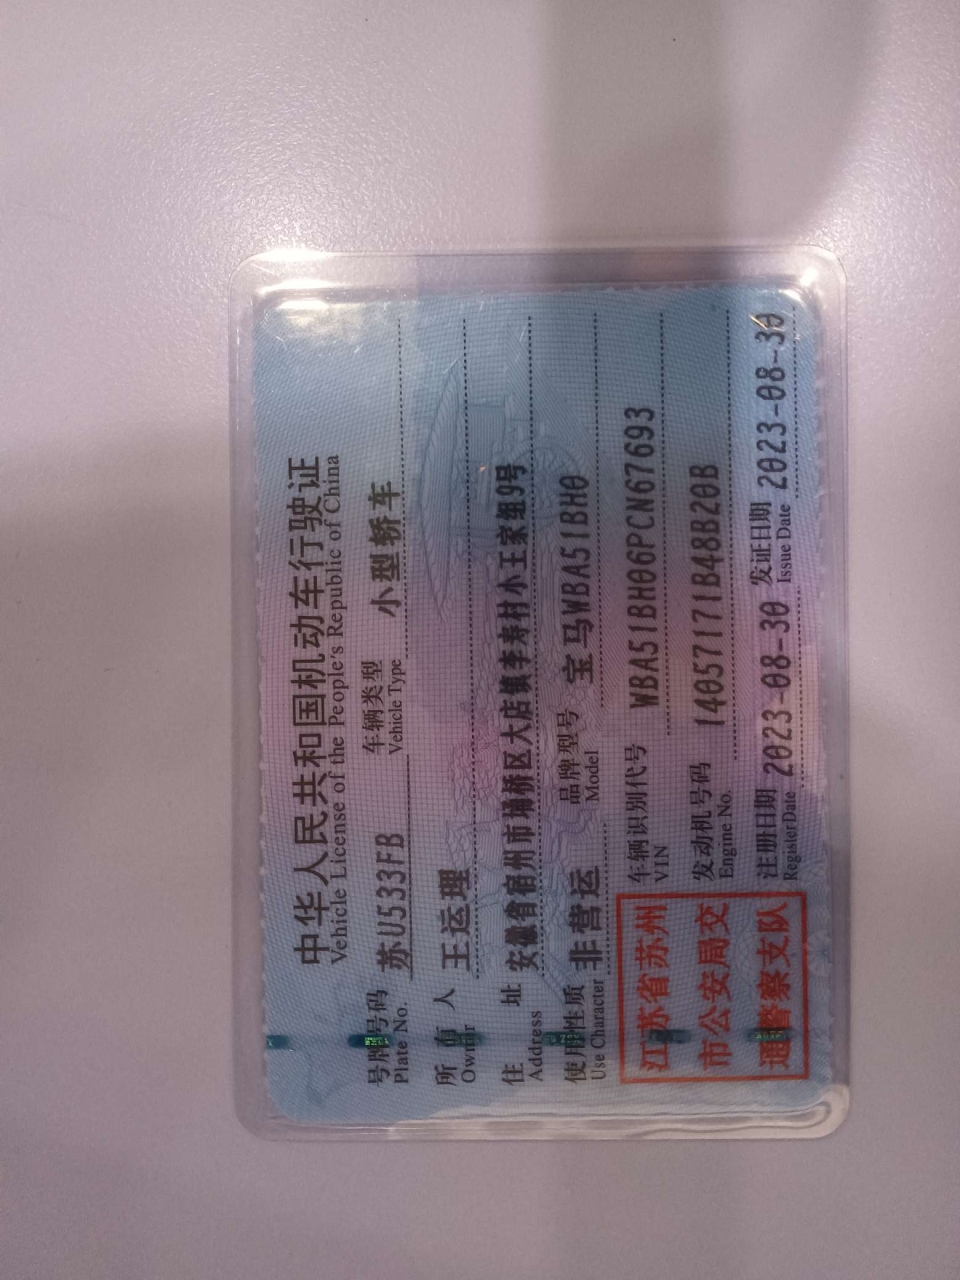 中华人民共和国机动车行驶证
Vehicle License of the People's Republic of China
号牌号码 苏U533FB 车辆类型 小型轿车
Plate No. Vehicle Type
所有人 王运理
Owner
住址 安徽省宿州市埇桥区大店镇李寿村小王家组9号
Address
使用性质 非营运 品牌型号 宝马WBA51BH0
Use Character Model
江苏省苏州
市公安局交
通警察支队
车辆识别代号 WBA51BH06PCN67693
VIN
发动机号码 14057171B48B20B
Engine No.
注册日期 2023-08-30 发证日期 2023-08-30
Register Date Issue Date